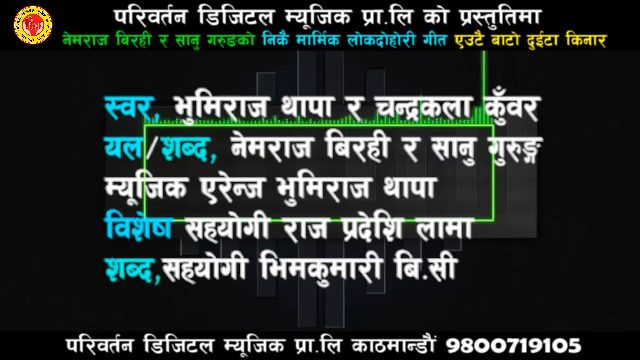 परिवर्तन डिजिटल म्यूजिक प्रा.लि को प्रस्तुतिमा
नेमराज बिरही र सानु गरुङको निकै मार्मिक लोकदोहोरी गीत एउटै बाटो दुईटा किनार
स्वर, भुमिराज थापा र चन्द्रकला कुँवर
यल/शब्द, नेमराज बिरही र सानु गुरुङ्ग
म्यूजिक एरेन्ज भुमिराज थापा
विशेष सहयोगी राज प्रदेशि लामा
शब्द,सहयोगी भिमकुमारी बि.सी
परिवर्तन डिजिटल म्यूजिक प्रा.लि काठमान्डौं 9800719105